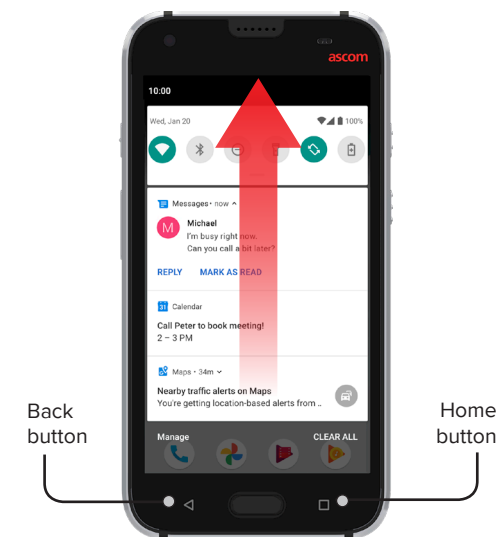 ascom
10:00
Wed, Jan 20
100%
Messages • now
M
Michael
I'm busy right now.
Can you call a bit later?
REPLY MARK AS READ
31 Calendar
Call Peter to book meeting!
2 – 3 PM
Maps • 34m
Nearby traffic alerts on Maps
You're getting location-based alerts from ..
Manage
CLEAR ALL
Back
button
Home
button